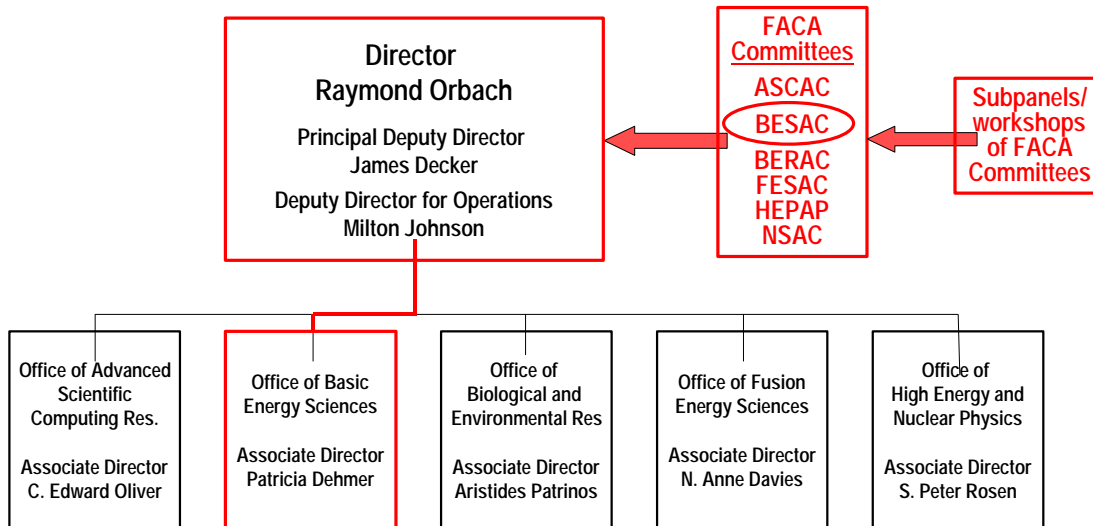 Director
Raymond Orbach
Principal Deputy Director
James Decker
Deputy Director for Operations
Milton Johnson
FACA
Committees
ASCAC
BESAC
BERAC
FESAC
HEPAP
NSAC
Subpanels/
workshops
of FACA
Committees
Office of Advanced
Scientific
Computing Res.
Associate Director
C. Edward Oliver
Office of Basic
Energy Sciences
Associate Director
Patricia Dehmer
Office of
Biological and
Environmental Res
Associate Director
Aristides Patrinos
Office of Fusion
Energy Sciences
Associate Director
N. Anne Davies
Office of
High Energy and
Nuclear Physics
Associate Director
S. Peter Rosen